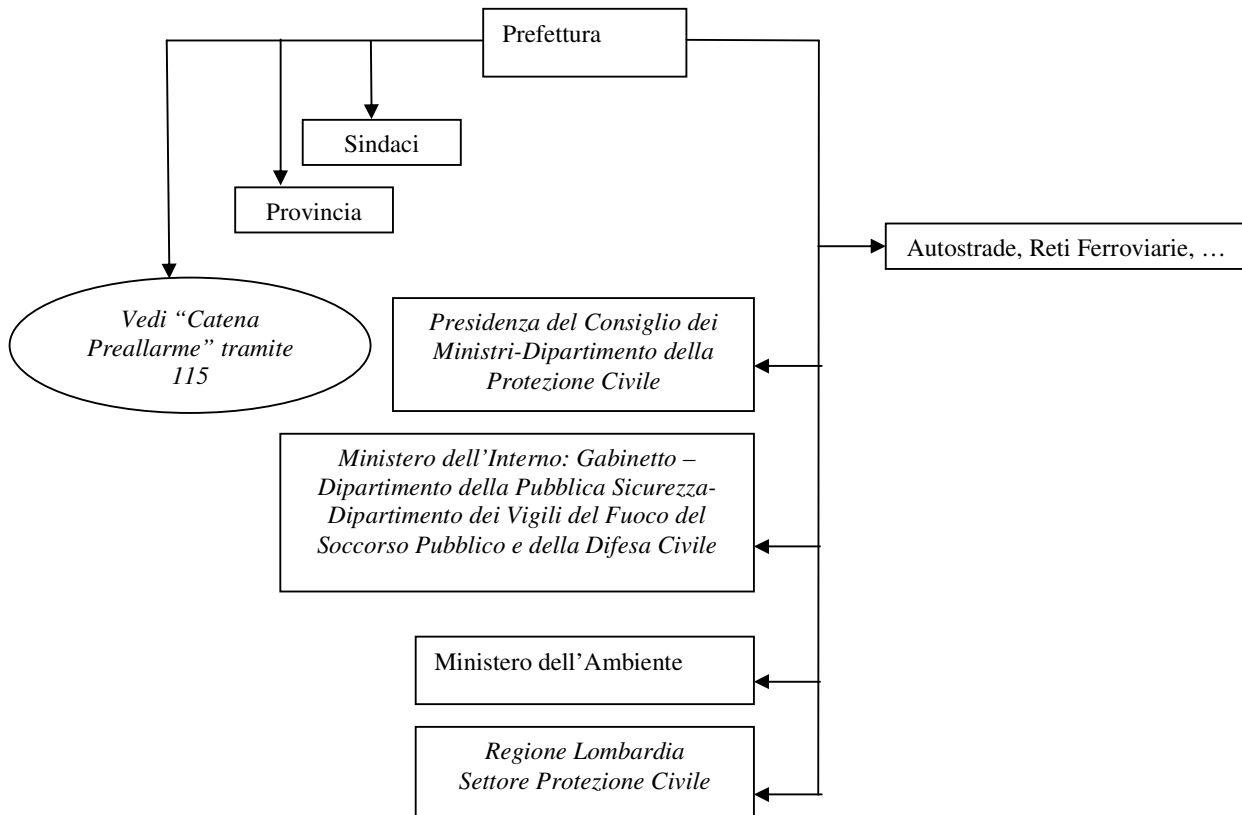 Prefettura
Sindaci
Provincia
Autostrade, Reti Ferroviarie, …
Vedi “Catena
Preallarme” tramite
115
Presidenza del Consiglio dei
Ministri-Dipartimento della
Protezione Civile
Ministero dell’Interno: Gabinetto –
Dipartimento della Pubblica Sicurezza-
Dipartimento dei Vigili del Fuoco del
Soccorso Pubblico e della Difesa Civile
Ministero dell’Ambiente
Regione Lombardia
Settore Protezione Civile